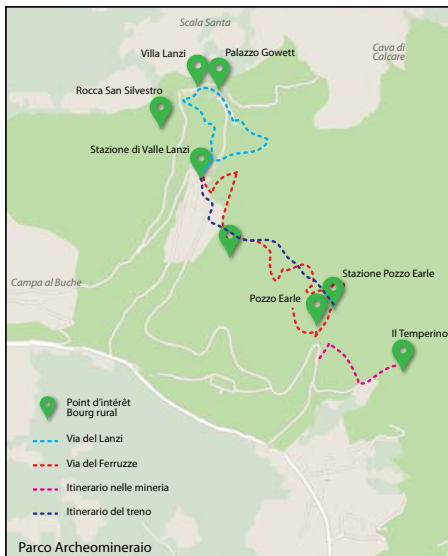 Scala Santa
Villa Lanzi
Palazzo Gowett
Cava di
Calcare
Rocca San Silvestro
Stazione di Valle Lanzi
Campa al Buche
Stazione Pozzo Earle
Pozzo Earle
Il Temperino
Point d'intérêt
Bourg rural
Via del Lanzi
Via del Ferruzze
Itinerario nelle mineria
Itinerario del treno
Parco Archeomineraio